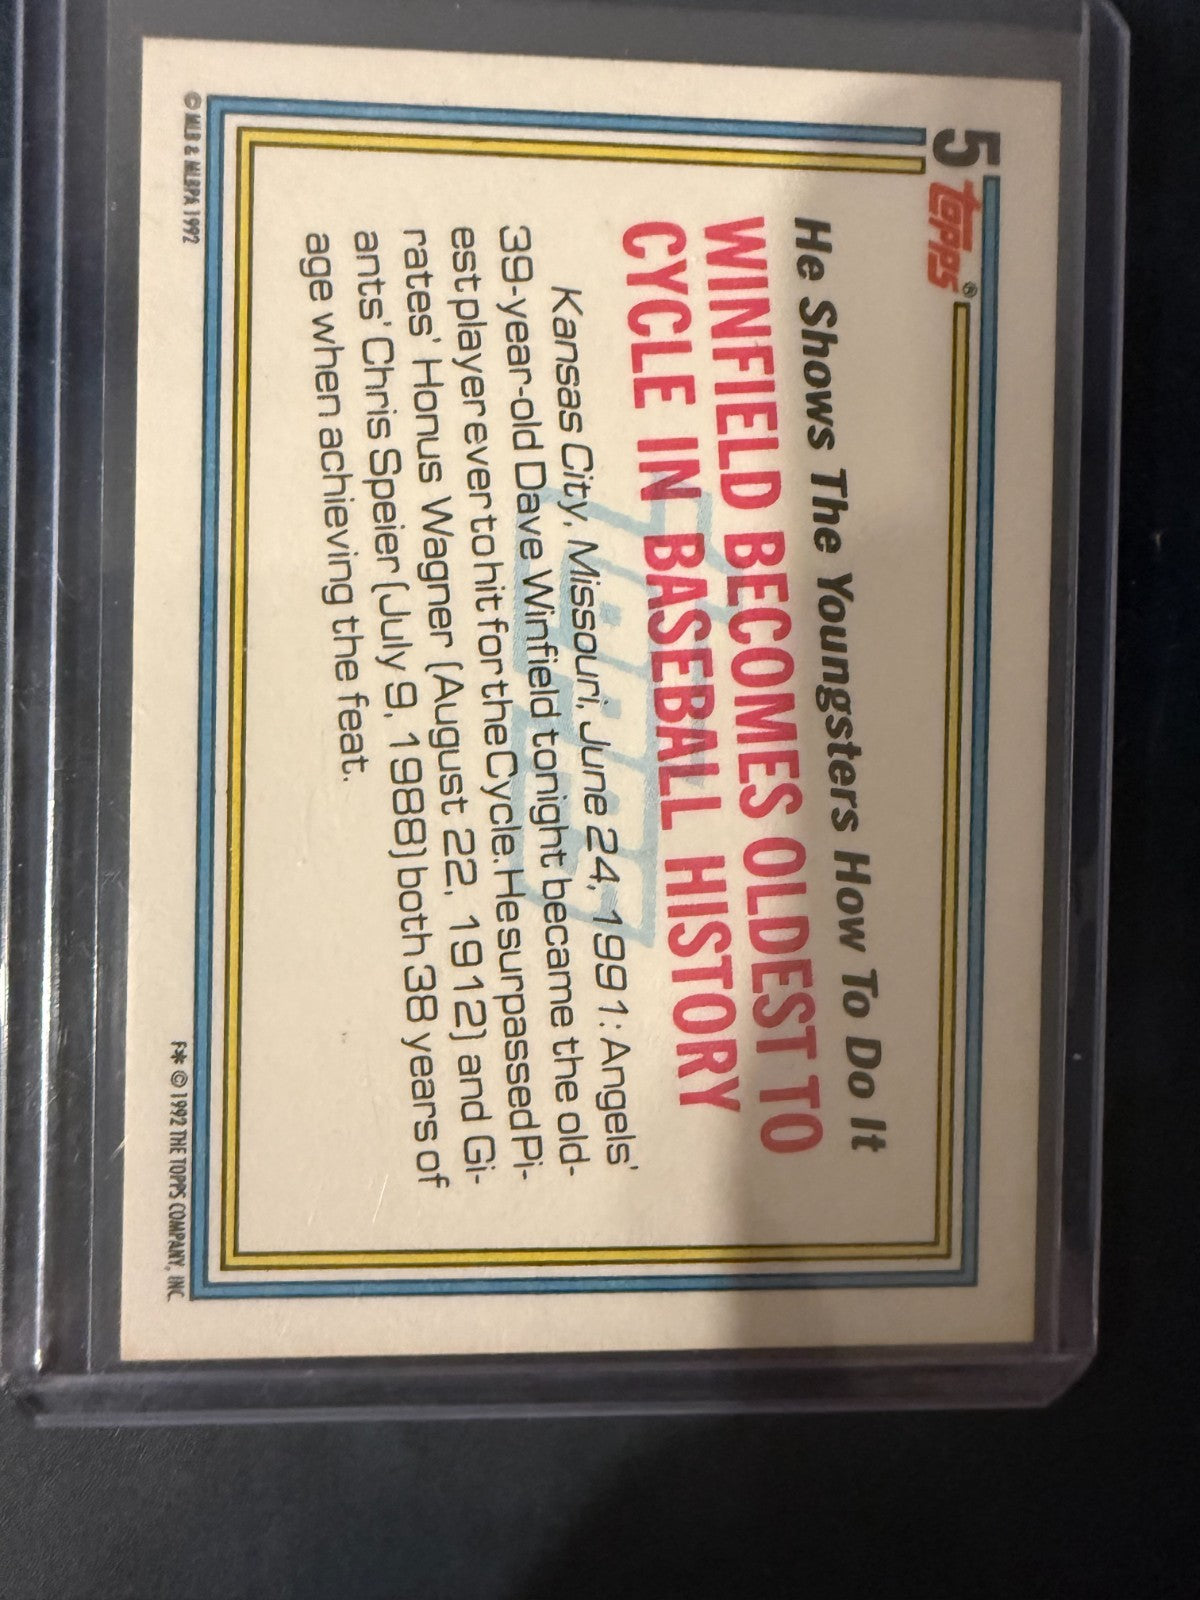 5 Topps®
He Shows The Youngsters How To Do It
WINFIELD BECOMES OLDEST TO
CYCLE IN BASEBALL HISTORY
Kansas City, Missouri, June 24, 1991: Angels'
39-year-old Dave Winfield tonight became the old-
est player ever to hit for the Cycle. He surpassed Pi-
rates' Honus Wagner (August 22, 1912) and Gi-
ants' Chris Speier (July 9, 1988) both 38 years of
age when achieving the feat.
© MLB & MLBPA 1992
F* © 1992 THE TOPPS COMPANY, INC.